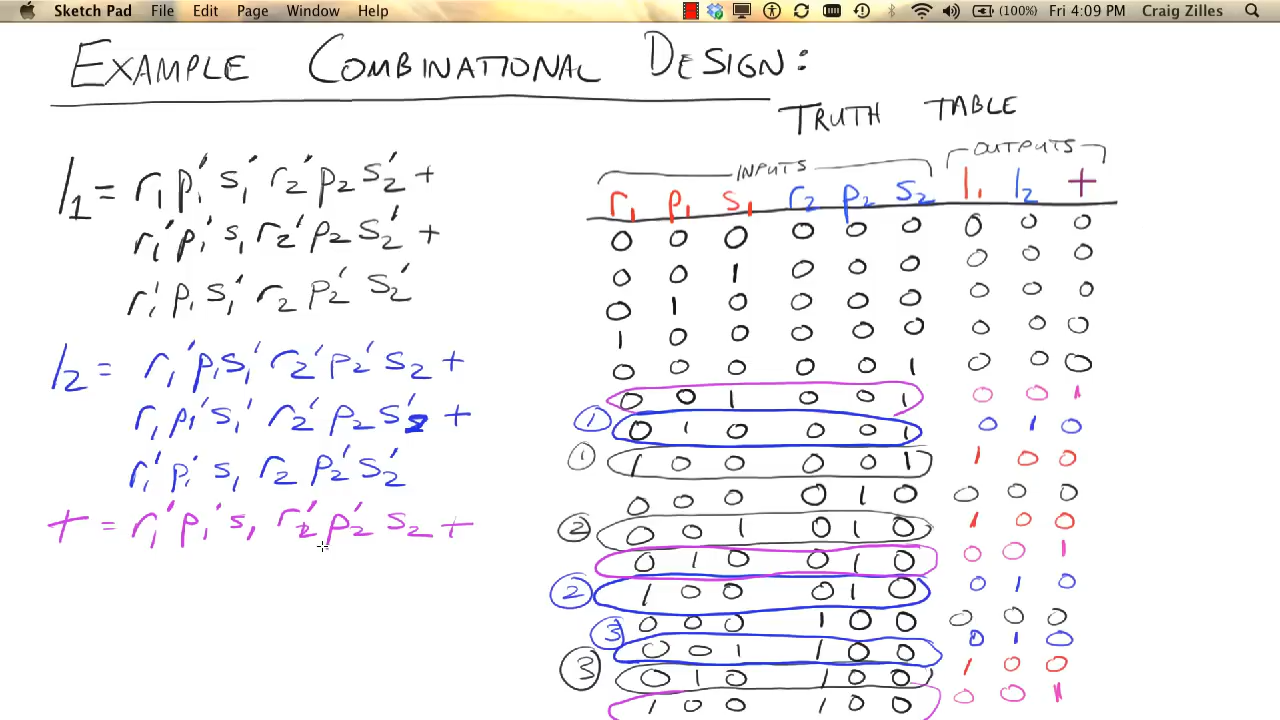 Sketch Pad File Edit Page Window Help (100%) Fri 4:09 PM Craig Zilles
EXAMPLE COMBINATIONAL DESIGN:
l₁ = r₁ p₁' s₁' r₂' p₂ s₂' +
r₁' p₁' s₁ r₂' p₂ s₂' +
r₁' p₁ s₁' r₂ p₂' s₂'
l₂ = r₁' p₁ s₁' r₂' p₂' s₂ +
r₁ p₁' s₁' r₂' p₂ s₂' +
r₁' p₁' s₁ r₂ p₂' s₂'
t = r₁' p₁' s₁ r₂' p₂' s₂ +
TRUTH TABLE
INPUTS OUTPUTS
r₁ p₁ s₁ r₂ p₂ s₂ l₁ l₂ t
0 0 0 0 0 0 0 0 0
0 0 1 0 0 0 0 0 0
0 1 0 0 0 0 0 0 0
1 0 0 0 0 0 0 0 0
0 0 0 0 0 1 0 0 0
0 0 1 0 0 1 0 0 1
① 0 1 0 0 0 1 0 1 0
① 1 0 0 0 0 1 1 0 0
0 0 0 0 1 0 0 0 0
② 0 0 1 0 1 0 1 0 0
0 1 0 0 1 0 0 0 1
② 1 0 0 0 1 0 0 1 0
0 0 0 1 0 0 0 0 0
③ 0 0 1 1 0 0 0 1 0
③ 0 1 0 1 0 0 1 0 0
1 0 0 1 0 0 0 0 1